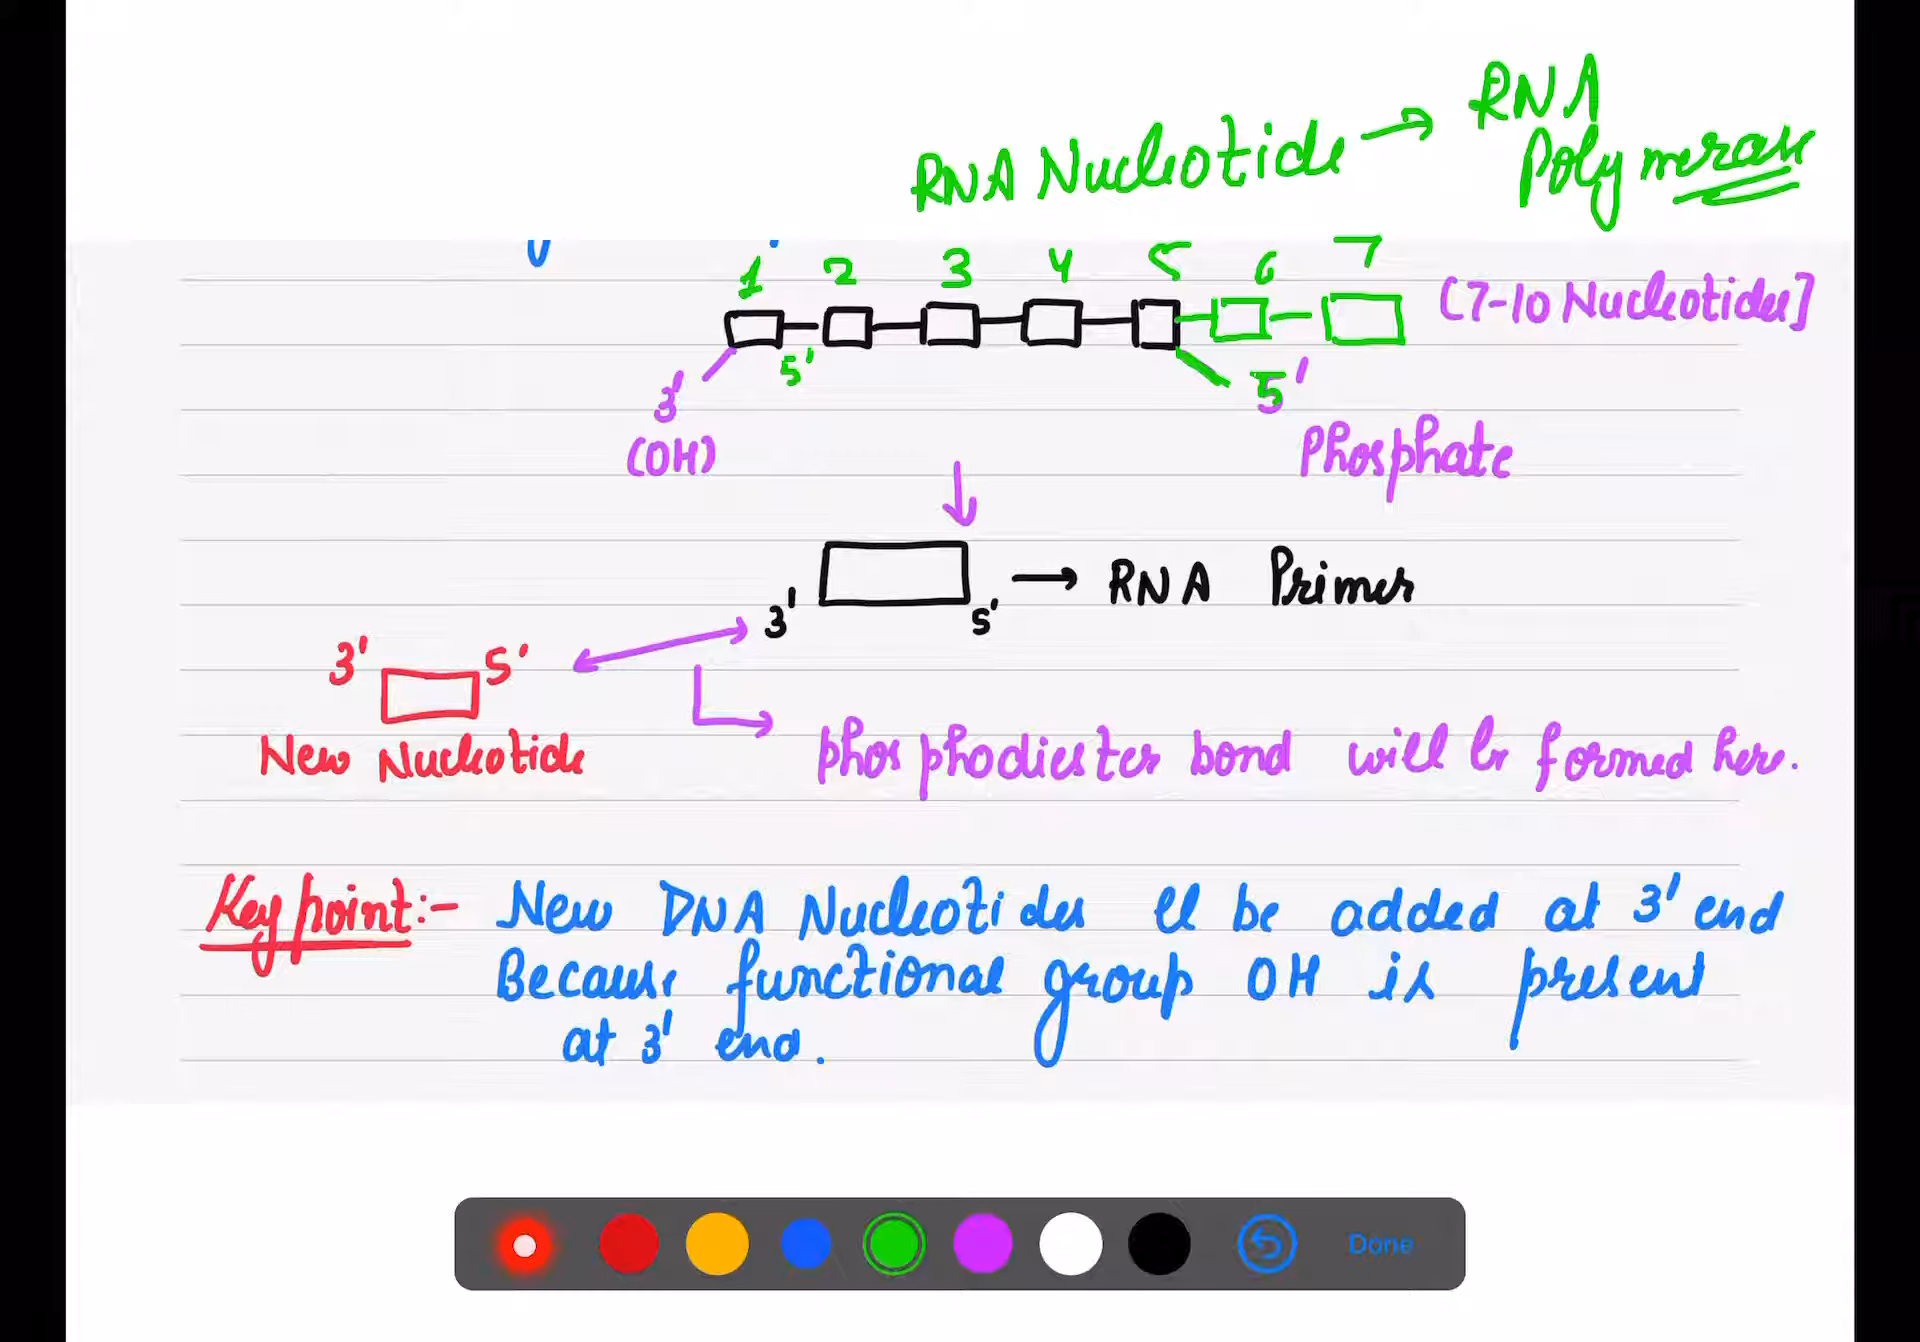 RNA Nucleotide → RNA
Polymerase
1 2 3 4 5 6 7
(7-10 Nucleotides]
5'
3' 5'
(OH)
Phosphate
3' 5' → RNA Primer
3' 5'
New Nucleotide
phosphodiester bond will be formed here.
Key point:- New DNA Nucleotides ll be added at 3' end
Because functional group OH is present
at 3' end.
Done